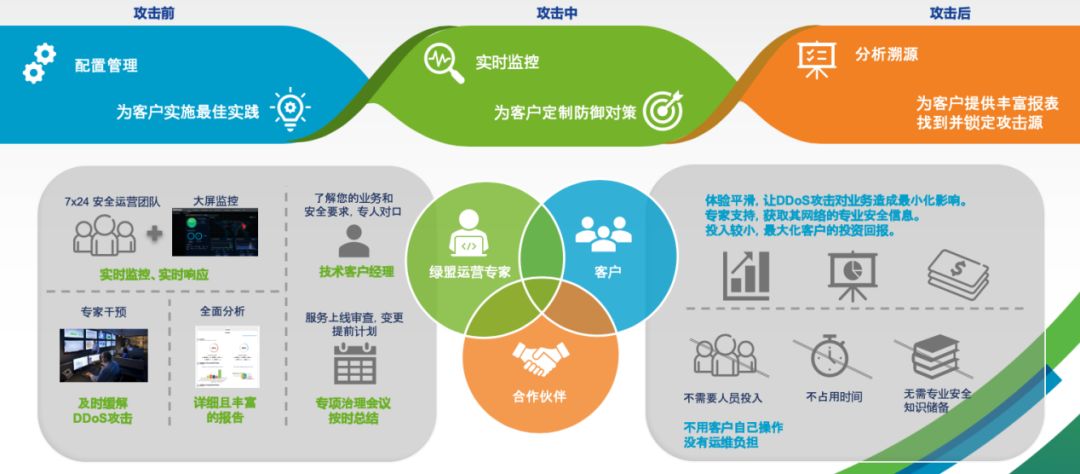 攻击前
攻击中
攻击后
配置管理
为客户实施最佳实践
实时监控
为客户定制防御对策
分析溯源
为客户提供丰富报表
找到并锁定攻击源
7x24 安全运营团队
大屏监控
实时监控、实时响应
了解您的业务和
安全要求，专人对口
技术客户经理
专家干预
及时缓解
DDoS攻击
全面分析
详细且丰富
的报告
服务上线审查，变更
提前计划
专项治理会议
按时总结
绿盟运营专家
客户
合作伙伴
体验平滑，让DDoS攻击对业务造成最小化影响。
专家支持，获取其网络的专业安全信息。
投入较小，最大化客户的投资回报。
不需要人员投入
不占用时间
无需专业安全
知识储备
不用客户自己操作
没有运维负担